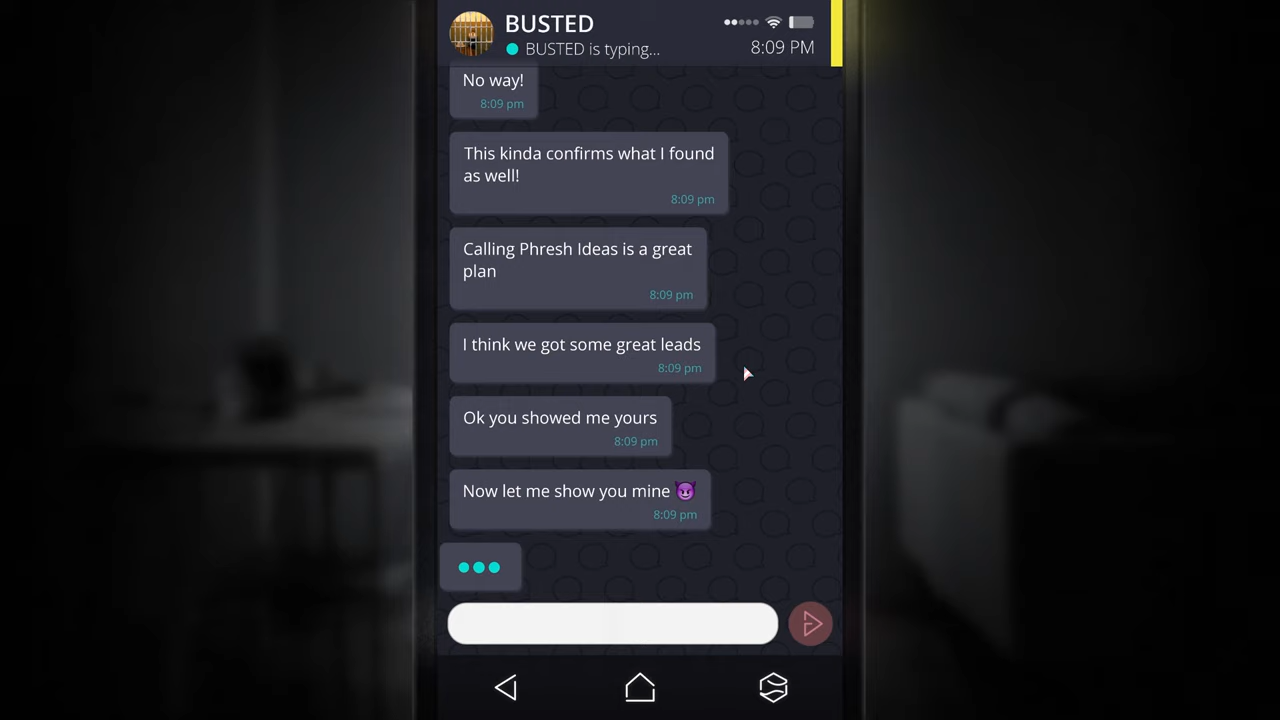 BUSTED
BUSTED is typing...
8:09 PM
No way!
8:09 pm
This kinda confirms what I found
as well!
8:09 pm
Calling Phresh Ideas is a great
plan
8:09 pm
I think we got some great leads
8:09 pm
Ok you showed me yours
8:09 pm
Now let me show you mine 😈
8:09 pm